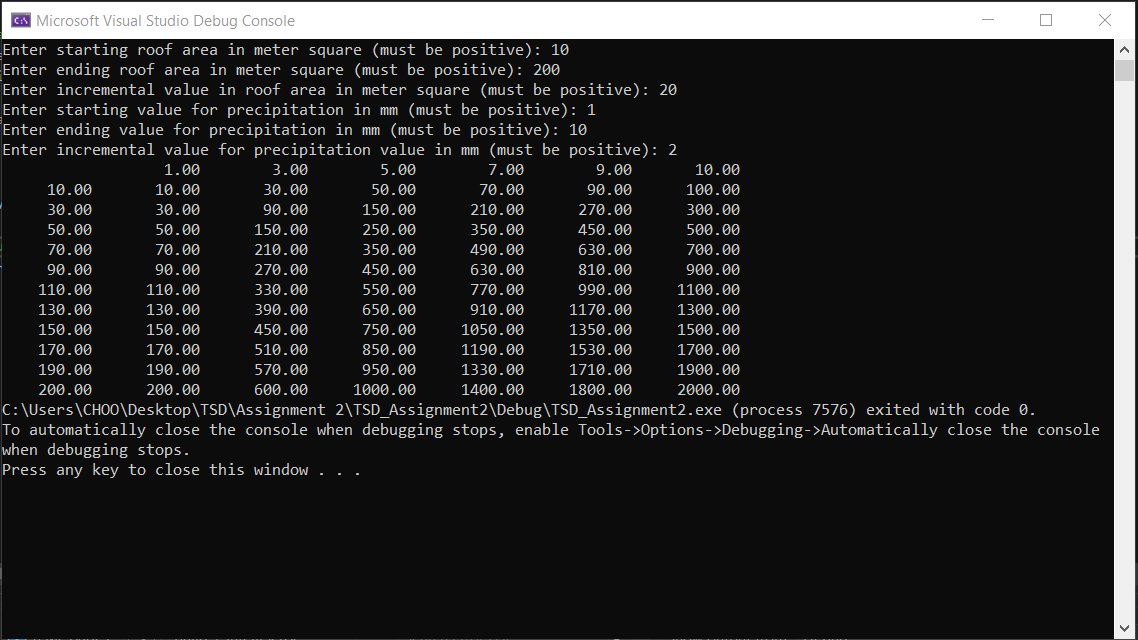 Microsoft Visual Studio Debug Console
Enter starting roof area in meter square (must be positive): 10
Enter ending roof area in meter square (must be positive): 200
Enter incremental value in roof area in meter square (must be positive): 20
Enter starting value for precipitation in mm (must be positive): 1
Enter ending value for precipitation in mm (must be positive): 10
Enter incremental value for precipitation value in mm (must be positive): 2
1.00 3.00 5.00 7.00 9.00 10.00
10.00 10.00 30.00 50.00 70.00 90.00 100.00
30.00 30.00 90.00 150.00 210.00 270.00 300.00
50.00 50.00 150.00 250.00 350.00 450.00 500.00
70.00 70.00 210.00 350.00 490.00 630.00 700.00
90.00 90.00 270.00 450.00 630.00 810.00 900.00
110.00 110.00 330.00 550.00 770.00 990.00 1100.00
130.00 130.00 390.00 650.00 910.00 1170.00 1300.00
150.00 150.00 450.00 750.00 1050.00 1350.00 1500.00
170.00 170.00 510.00 850.00 1190.00 1530.00 1700.00
190.00 190.00 570.00 950.00 1330.00 1710.00 1900.00
200.00 200.00 600.00 1000.00 1400.00 1800.00 2000.00
C:\Users\CHOO\Desktop\TSD\Assignment 2\TSD_Assignment2\Debug\TSD_Assignment2.exe (process 7576) exited with code 0.
To automatically close the console when debugging stops, enable Tools->Options->Debugging->Automatically close the console
when debugging stops.
Press any key to close this window . . .